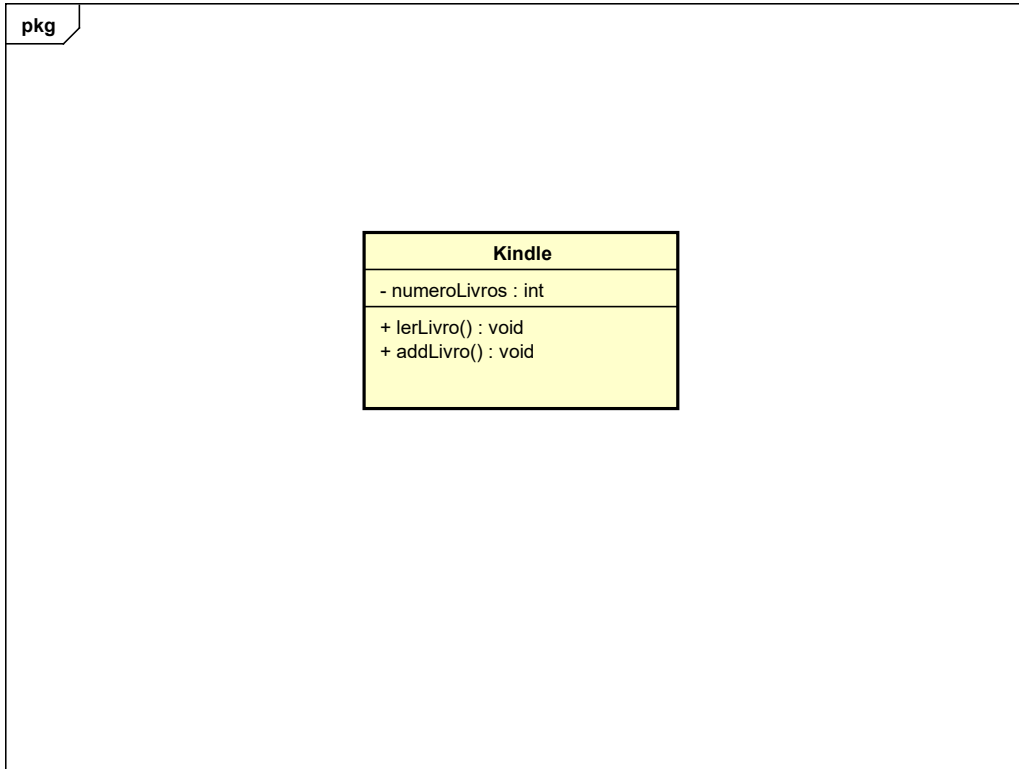 pkg
Kindle
- numeroLivros : int
+ lerLivro() : void
+ addLivro() : void